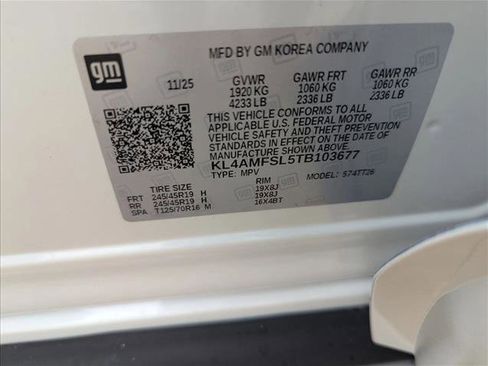 gm
MFD BY GM KOREA COMPANY
11/25 GVWR GAWR FRT GAWR RR
1920 KG 1060 KG 1060 KG
4233 LB 2336 LB 2336 LB
THIS VEHICLE CONFORMS TO ALL
APPLICABLE U.S. FEDERAL MOTOR
VEHICLE SAFETY AND THEFT PREVENTION
STANDARDS IN EFFECT ON THE DATE OF
MANUFACTURE SHOWN ABOVE.
KL4AMFSL5TB103677
TYPE: MPV MODEL: 574TT26
TIRE SIZE RIM
FRT 245/45R19 H 19X8J
RR 245/45R19 H 19X8J
SPA T125/70R16 M 16X4BT